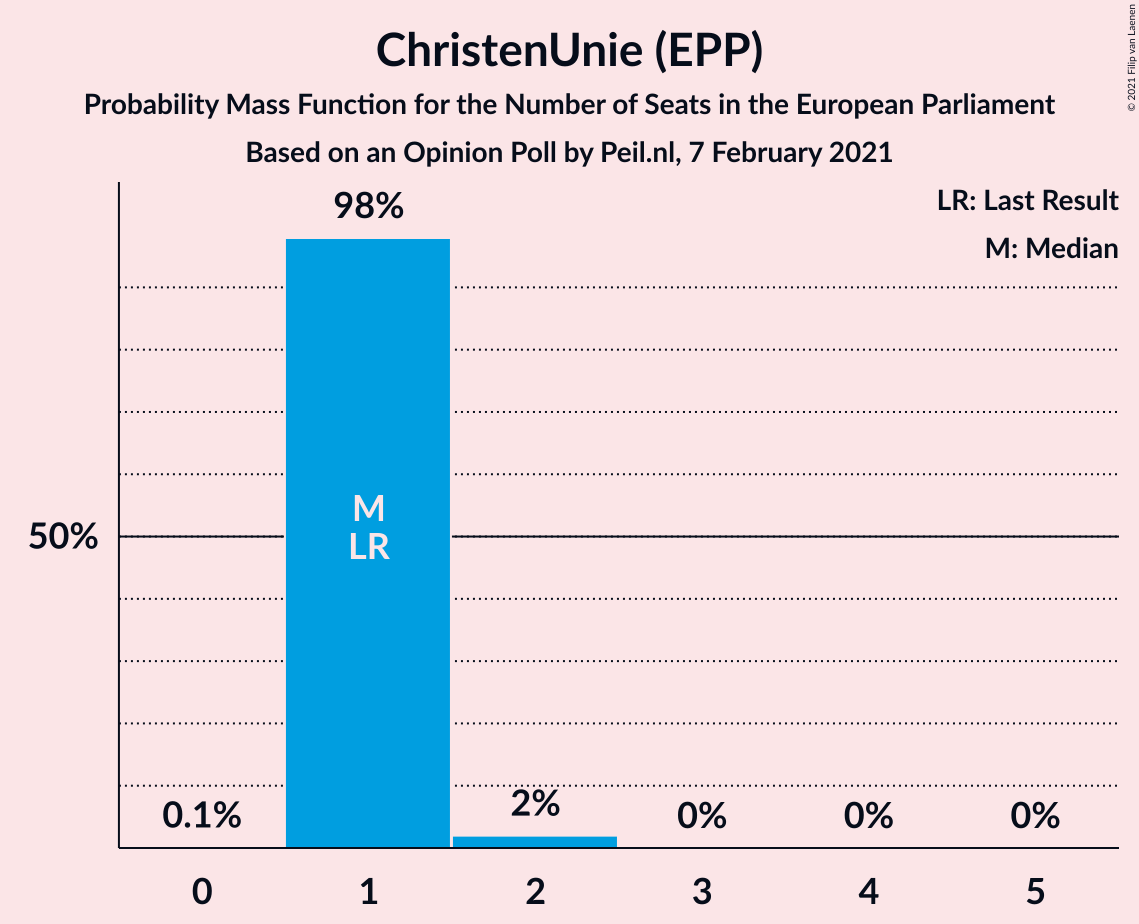 ChristenUnie (EPP)
Probability Mass Function for the Number of Seats in the European Parliament
Based on an Opinion Poll by Peil.nl, 7 February 2021
© 2021 Filip van Laenen
LR: Last Result
M: Median
98%
M
LR
50%
0.1%
2%
0%
0%
0%
0
1
2
3
4
5